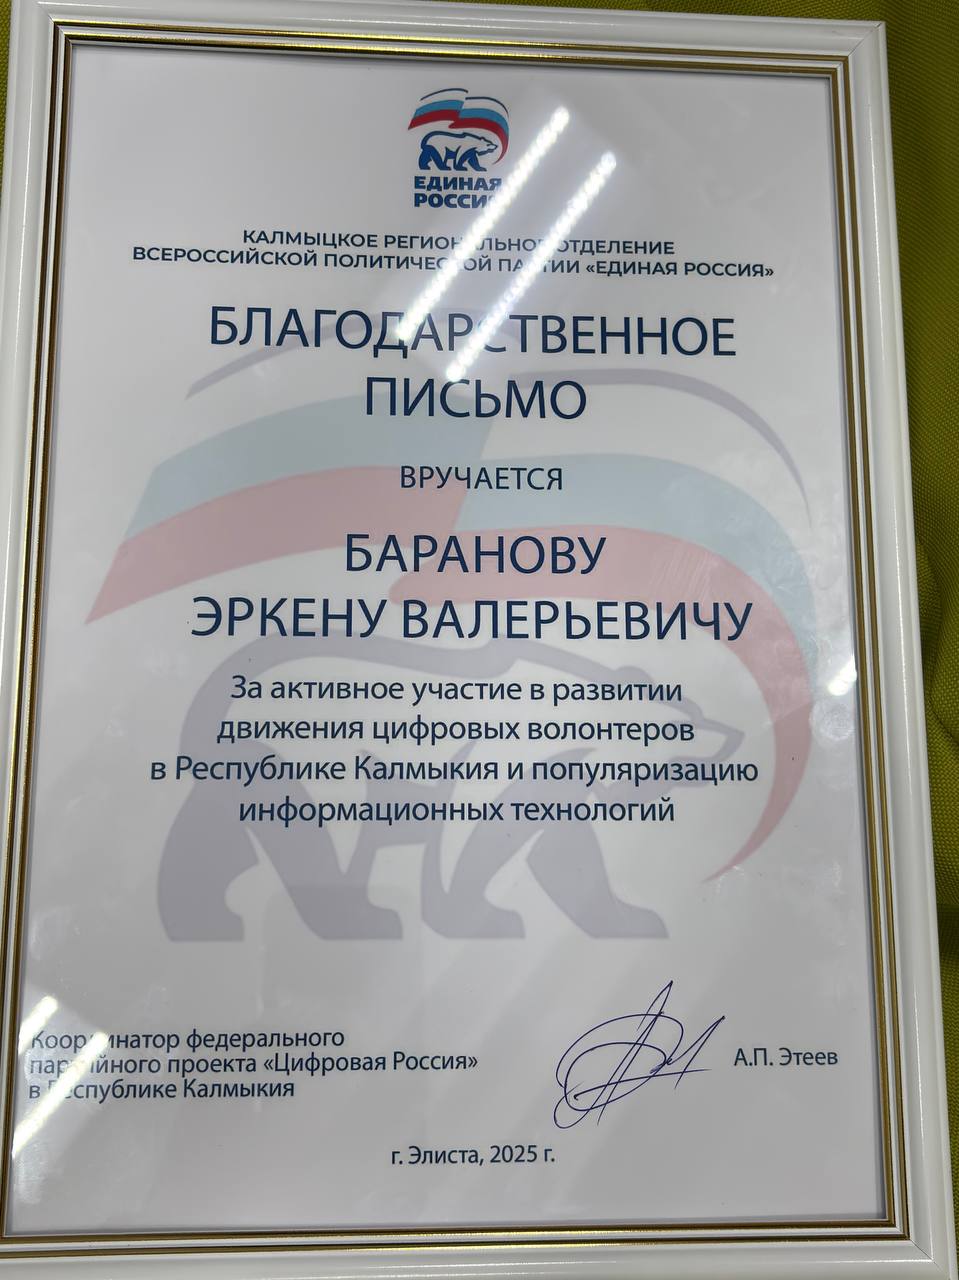 ЕДИНАЯ
РОССИЯ
КАЛМЫЦКОЕ РЕГИОНАЛЬНОЕ ОТДЕЛЕНИЕ
ВСЕРОССИЙСКОЙ ПОЛИТИЧЕСКОЙ ПАРТИИ «ЕДИНАЯ РОССИЯ»
БЛАГОДАРСТВЕННОЕ
ПИСЬМО
ВРУЧАЕТСЯ
БАРАНОВУ
ЭРКЕНУ ВАЛЕРЬЕВИЧУ
За активное участие в развитии
движения цифровых волонтеров
в Республике Калмыкия и популяризацию
информационных технологий
Координатор федерального
партийного проекта «Цифровая Россия»
в Республике Калмыкия
А.П. Этеев
г. Элиста, 2025 г.